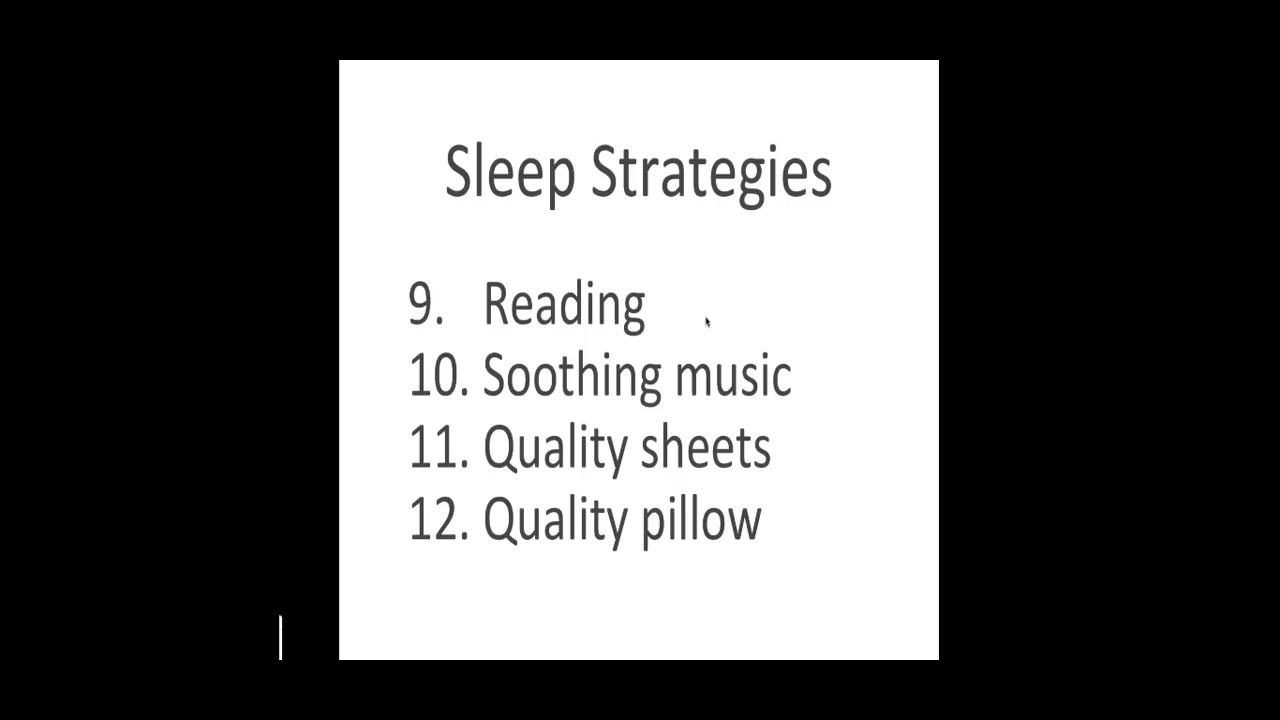 Sleep Strategies
9. Reading
10. Soothing music
11. Quality sheets
12. Quality pillow